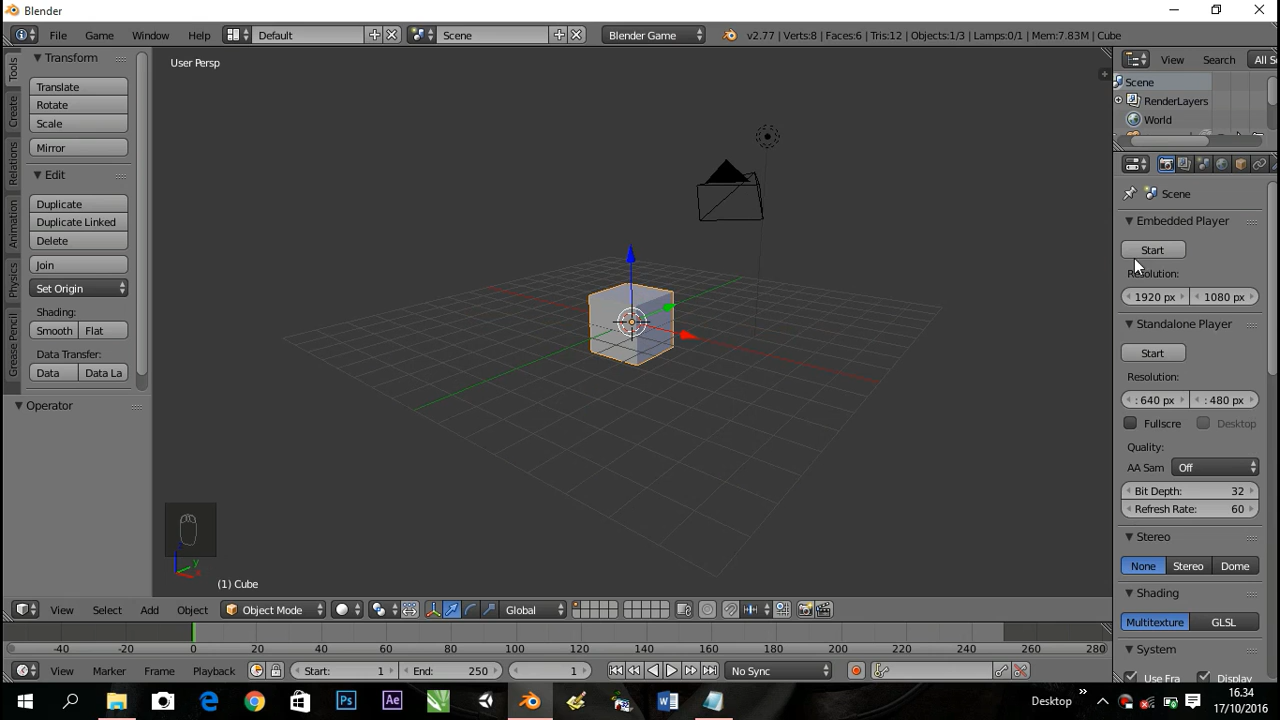 Blender
File Game Window Help Default Scene Blender Game v2.77 | Verts:8 | Faces:6 | Tris:12 | Objects:1/3 | Lamps:0/1 | Mem:7.83M | Cube
Tools
Create
Relations
Animation
Physics
Grease Pencil
Transform
Translate
Rotate
Scale
Mirror
Edit
Duplicate
Duplicate Linked
Delete
Join
Set Origin
Shading:
Smooth Flat
Data Transfer:
Data Data La
Operator
User Persp
z
y
x
(1) Cube
View Search All S
Scene
RenderLayers
World
Scene
Embedded Player
Start
Resolution:
1920 px 1080 px
Standalone Player
Start
Resolution:
: 640 px : 480 px
Fullscre Desktop
Quality:
AA Sam Off
Bit Depth: 32
Refresh Rate: 60
Stereo
None Stereo Dome
Shading
Multitexture GLSL
System
Use Fra Display
View Select Add Object Object Mode Global
-40 -20 0 20 40 60 80 100 120 140 160 180 200 220 240 260 280
View Marker Frame Playback Start: 1 End: 250 1 No Sync
Ps Ae W Desktop 16.34
17/10/2016